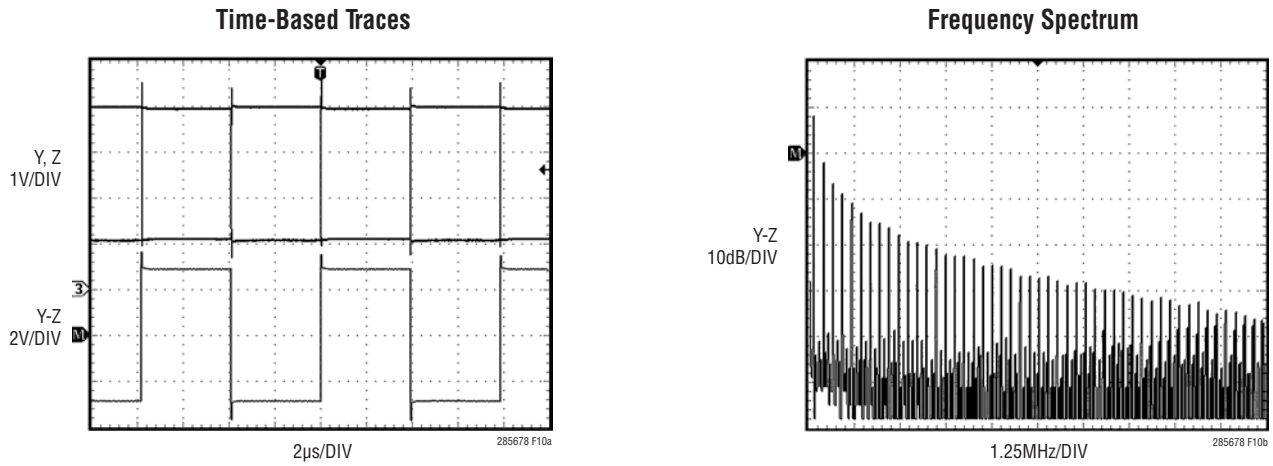 Time-Based Traces
T
Y, Z
1V/DIV
3
Y-Z
2V/DIV
M
2µs/DIV
285678 F10a
Frequency Spectrum
M
Y-Z
10dB/DIV
1.25MHz/DIV
285678 F10b